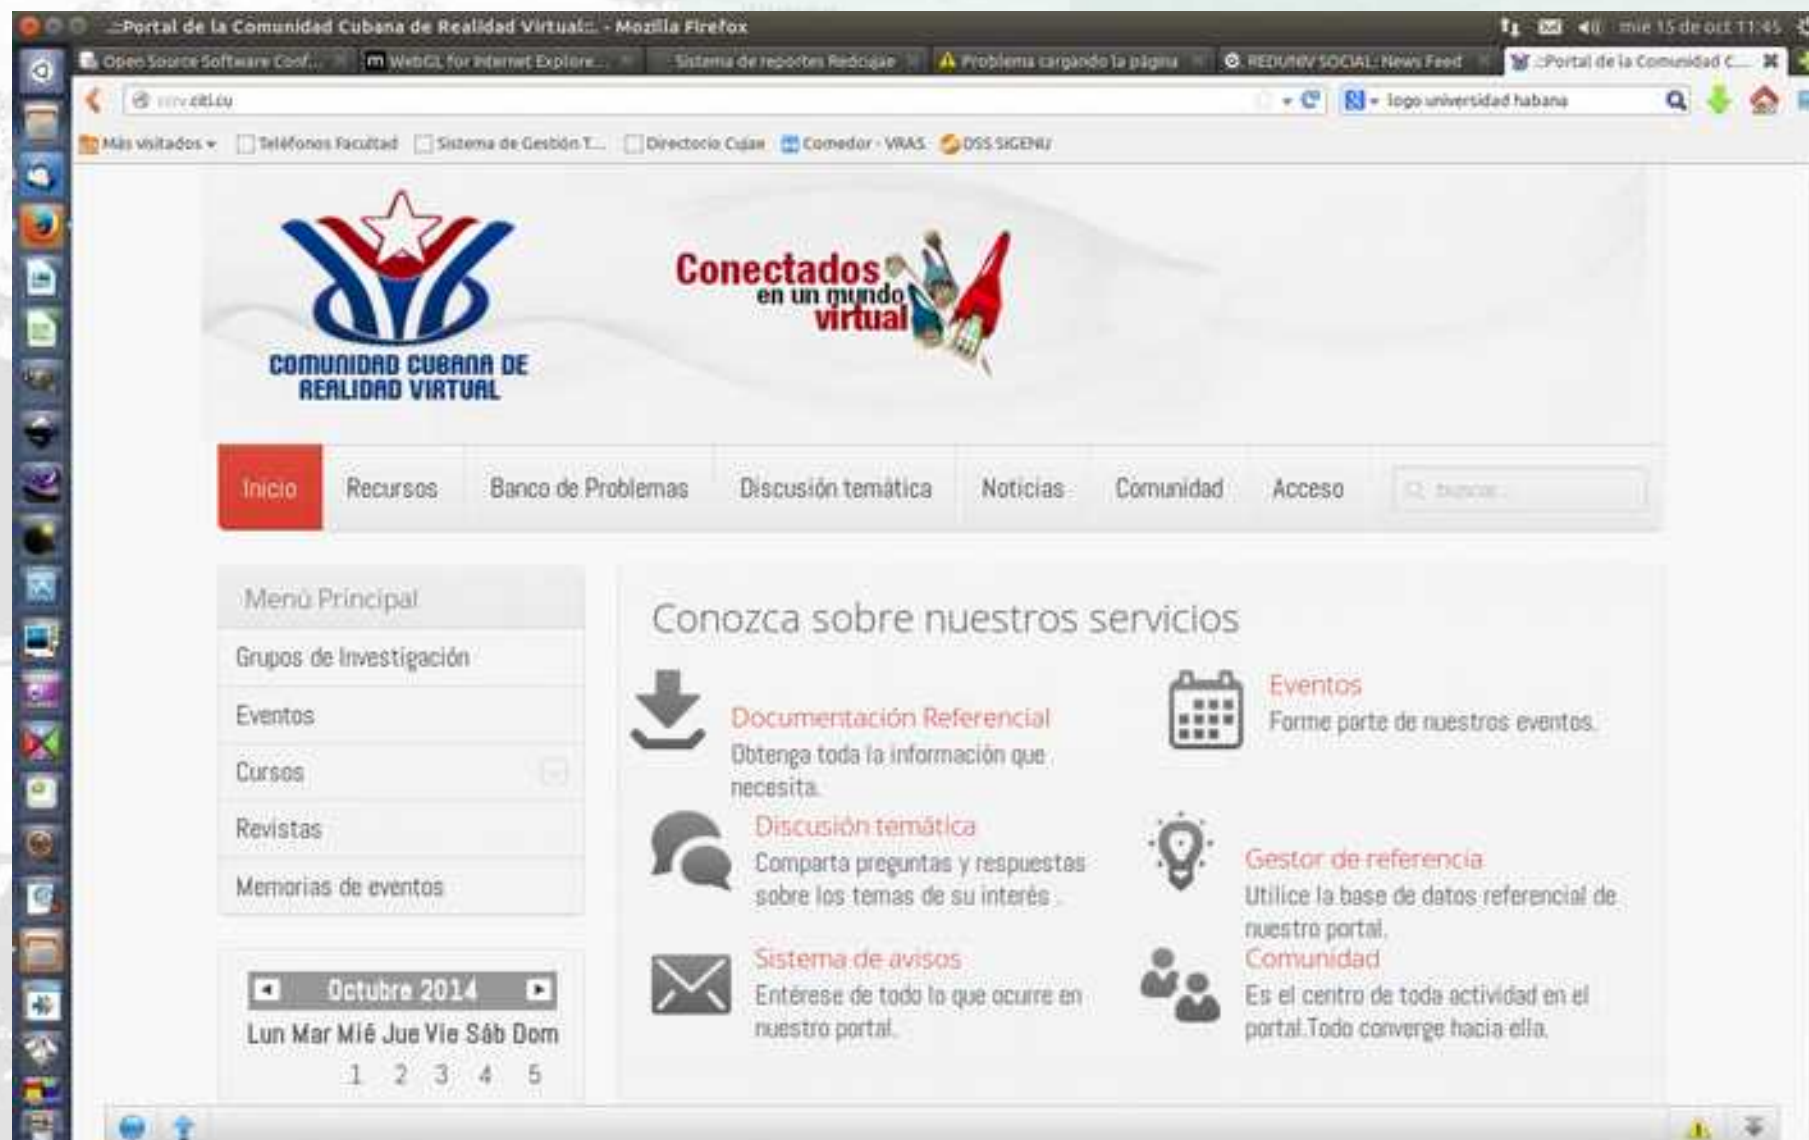 .::Portal de la Comunidad Cubana de Realidad Virtual::. - Mozilla Firefox
mié 15 de oct 11:45
Open Source Software Conf...
WebGL for Internet Explore...
Sistema de reportes Redcujae
Problema cargando la página
REDUNIV SOCIAL: News Feed
.::Portal de la Comunidad C...
citi.cu
logo universidad habana
Más visitados
Teléfonos Facultad
Sistema de Gestión T...
Directorio Cujae
Comedor - VRAS
DSS SIGENU
COMUNIDAD CUBANA DE
REALIDAD VIRTUAL
Conectados
en un mundo
virtual
Inicio
Recursos
Banco de Problemas
Discusión temática
Noticias
Comunidad
Acceso
buscar...
Menú Principal
Grupos de Investigación
Eventos
Cursos
Revistas
Memorias de eventos
Octubre 2014
Lun Mar Mié Jue Vie Sáb Dom
1 2 3 4 5
Conozca sobre nuestros servicios
Documentación Referencial
Obtenga toda la información que
necesita.
Eventos
Forme parte de nuestros eventos.
Discusión temática
Comparta preguntas y respuestas
sobre los temas de su interés .
Gestor de referencia
Utilice la base de datos referencial de
nuestro portal.
Sistema de avisos
Entérese de todo lo que ocurre en
nuestro portal.
Comunidad
Es el centro de toda actividad en el
portal.Todo converge hacia ella.